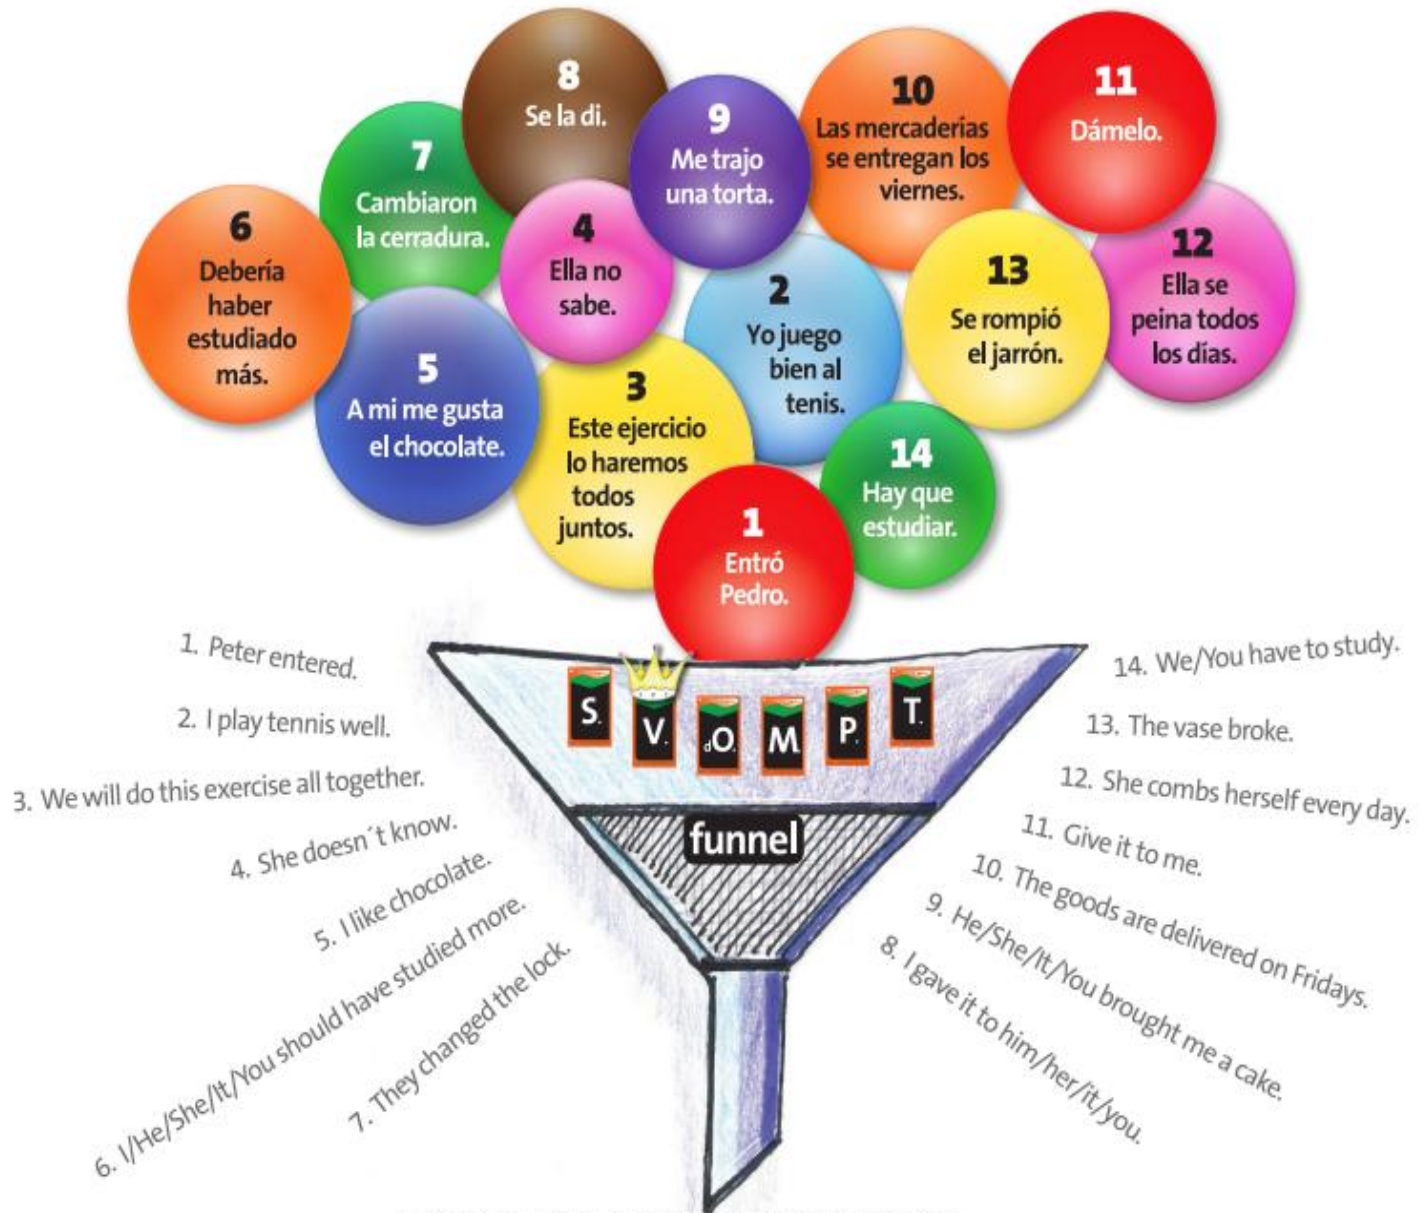 8
Se la di.
9
Me trajo
una torta.
10
Las mercaderías
se entregan los
viernes.
11
Dámelo.
7
Cambiaron
la cerradura.
6
Debería
haber
estudiado
más.
4
Ella no
sabe.
2
Yo juego
bien al
tenis.
13
Se rompió
el jarrón.
12
Ella se
peina todos
los días.
5
A mi me gusta
el chocolate.
3
Este ejercicio
lo haremos
todos
juntos.
14
Hay que
estudiar.
1
Entró
Pedro.
S.
V.
dO.
M.
P.
T.
funnel
1. Peter entered.
2. I play tennis well.
3. We will do this exercise all together.
4. She doesn´t know.
5. I like chocolate.
6. I/He/She/It/You should have studied more.
7. They changed the lock.
14. We/You have to study.
13. The vase broke.
12. She combs herself every day.
11. Give it to me.
10. The goods are delivered on Fridays.
9. He/She/It/You brought me a cake.
8. I gave it to him/her/it/you.